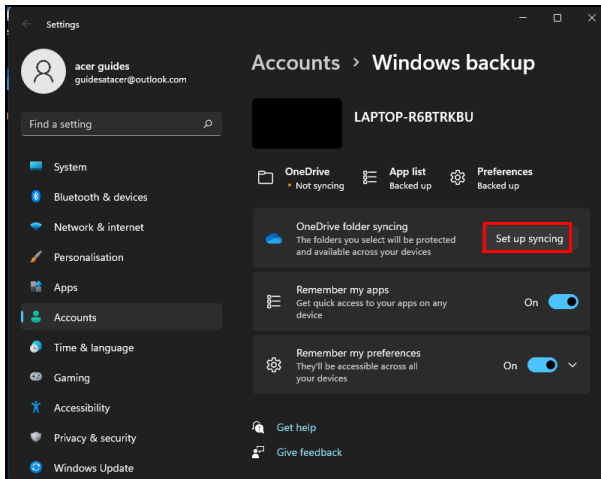 Settings
acer guides
guidesatacer@outlook.com
Find a setting
System
Bluetooth & devices
Network & internet
Personalisation
Apps
Accounts
Time & language
Gaming
Accessibility
Privacy & security
Windows Update
Accounts > Windows backup
LAPTOP-R6BTRKBU
OneDrive
• Not syncing
App list
Backed up
Preferences
Backed up
OneDrive folder syncing
The folders you select will be protected
and available across your devices
Set up syncing
Remember my apps
Get quick access to your apps on any
device
On
Remember my preferences
They'll be accessible across all
your devices
On
Get help
Give feedback